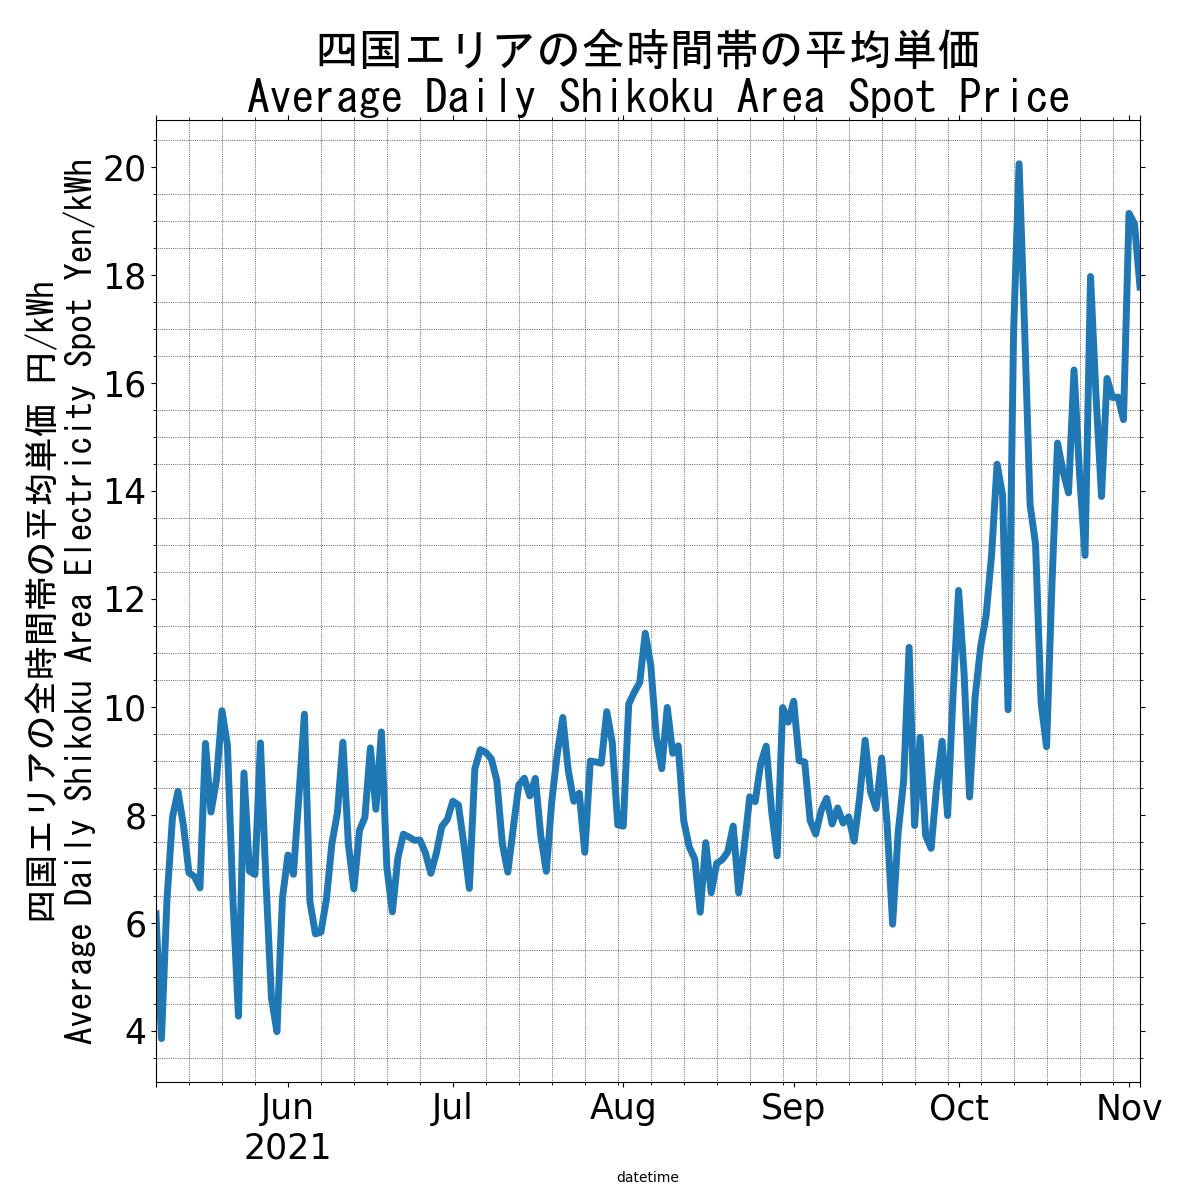 四国エリアの全時間帯の平均単価
Average Daily Shikoku Area Spot Price
四国エリアの全時間帯の平均単価 円/kWh
Average Daily Shikoku Area Electricity Spot Yen/kWh
20
18
16
14
12
10
8
6
4
Jun Jul Aug Sep Oct Nov
2021
datetime